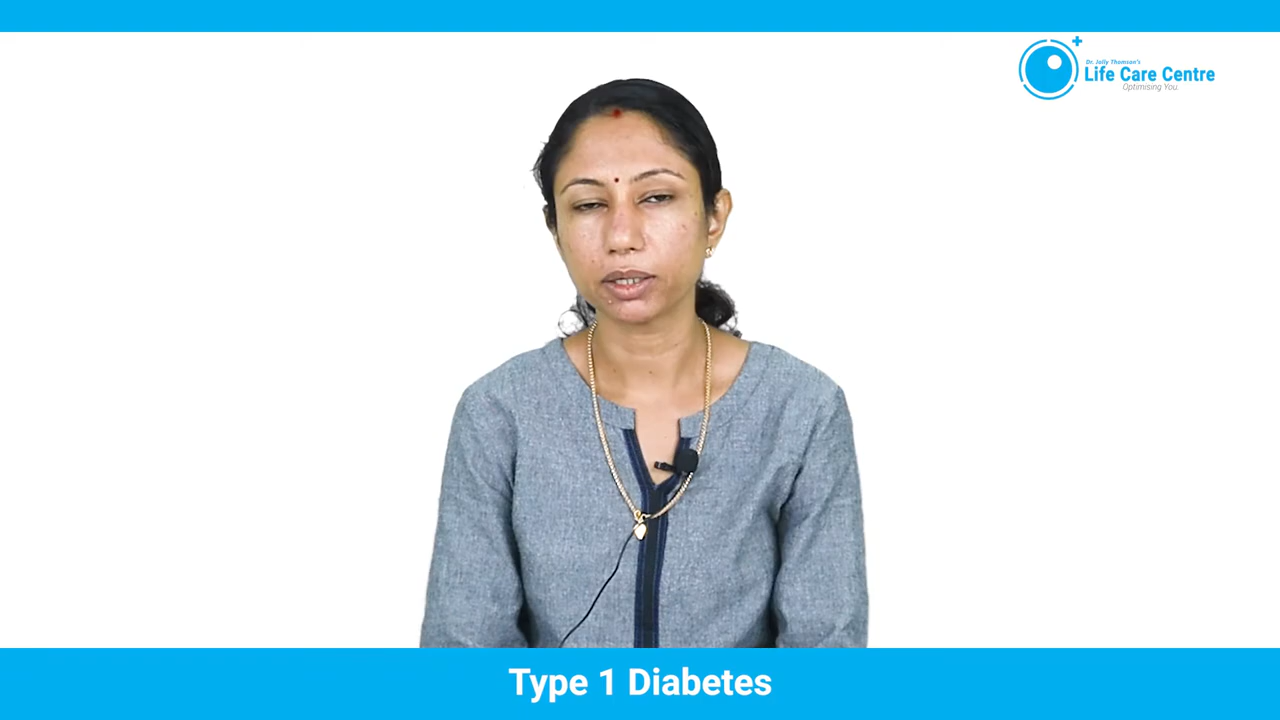 Dr. Jolly Thomson's
Life Care Centre
Optimising You
Type 1 Diabetes